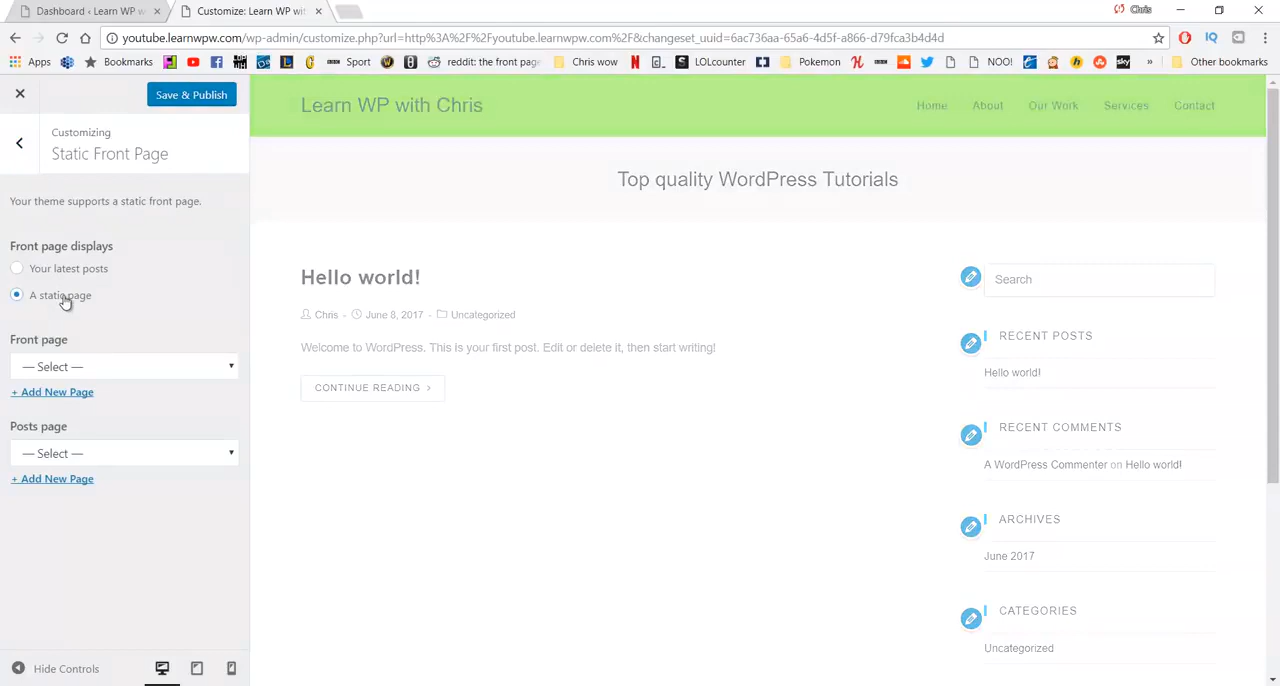 Dashboard ‹ Learn WP w
Customize: Learn WP wit
Chris
youtube.learnwpw.com/wp-admin/customize.php?url=http%3A%2F%2Fyoutube.learnwpw.com%2F&changeset_uuid=6ac736aa-65a6-4d5f-a866-d79fca3b4d4d
Apps Bookmarks Sport reddit: the front page Chris wow LOLcounter Pokemon NOO! sky » Other bookmarks
Save & Publish
Learn WP with Chris
Home About Our Work Services Contact
Customizing
Static Front Page
Top quality WordPress Tutorials
Your theme supports a static front page.
Front page displays
Your latest posts
A static page
Front page
— Select —
+ Add New Page
Posts page
— Select —
+ Add New Page
Hide Controls
Hello world!
Chris - June 8, 2017 - Uncategorized
Welcome to WordPress. This is your first post. Edit or delete it, then start writing!
CONTINUE READING >
Search
RECENT POSTS
Hello world!
RECENT COMMENTS
A WordPress Commenter on Hello world!
ARCHIVES
June 2017
CATEGORIES
Uncategorized